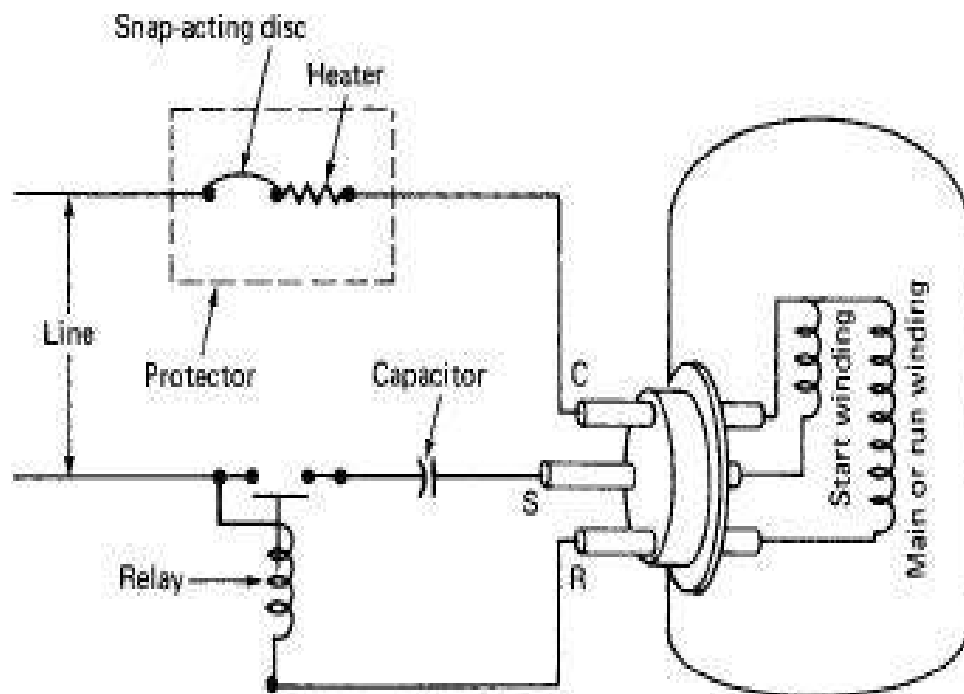 Snap-acting disc
Heater
Line
Protector
Capacitor
C
S
R
Relay
Start winding
Main or run winding